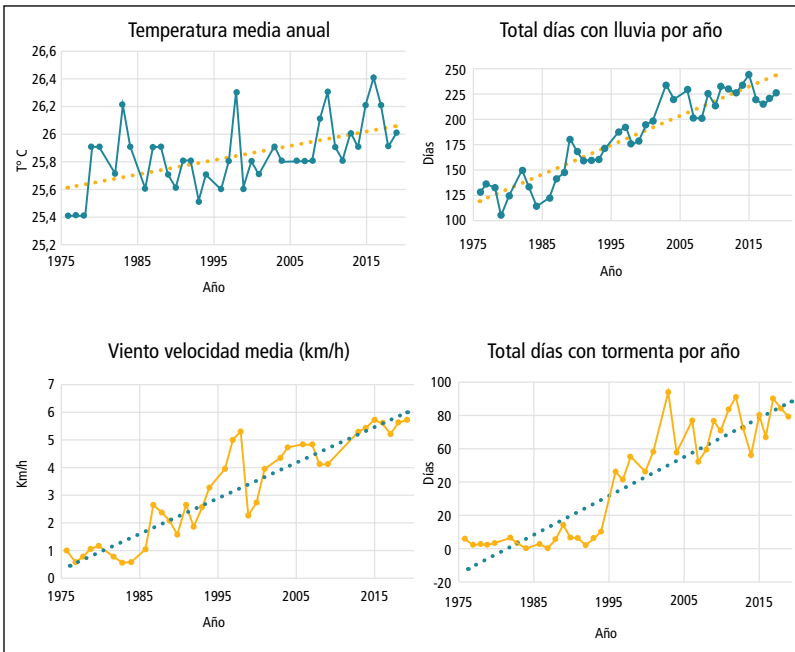 Temperatura media anual
26,6
26,4
26,2
26
25,8
25,6
25,4
25,2
T° C
1975 1985 1995 2005 2015
Año
Total días con lluvia por año
250
225
200
175
150
125
100
Días
1975 1985 1995 2005 2015
Año
Viento velocidad media (km/h)
7
6
5
4
3
2
1
0
Km/h
1975 1985 1995 2005 2015
Año
Total días con tormenta por año
100
80
60
20
20
0
-20
Días
1975 1985 1995 2005 2015
Año